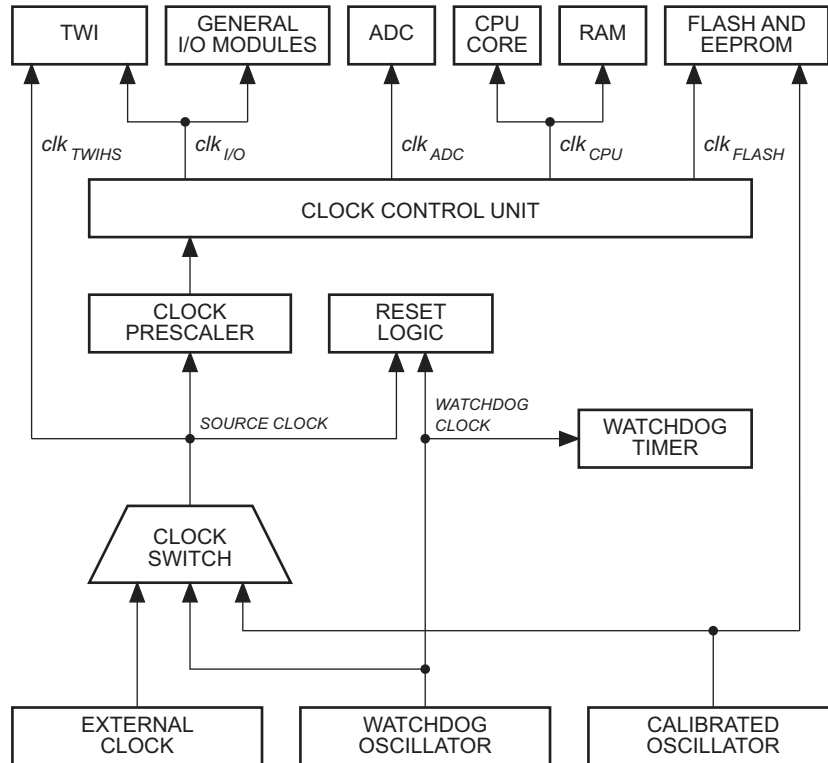 TWI
GENERAL
I/O MODULES
ADC
CPU
CORE
RAM
FLASH AND
EEPROM
clk TWIHS
clk I/O
clk ADC
clk CPU
clk FLASH
CLOCK CONTROL UNIT
CLOCK
PRESCALER
RESET
LOGIC
SOURCE CLOCK
WATCHDOG
CLOCK
WATCHDOG
TIMER
CLOCK
SWITCH
EXTERNAL
CLOCK
WATCHDOG
OSCILLATOR
CALIBRATED
OSCILLATOR